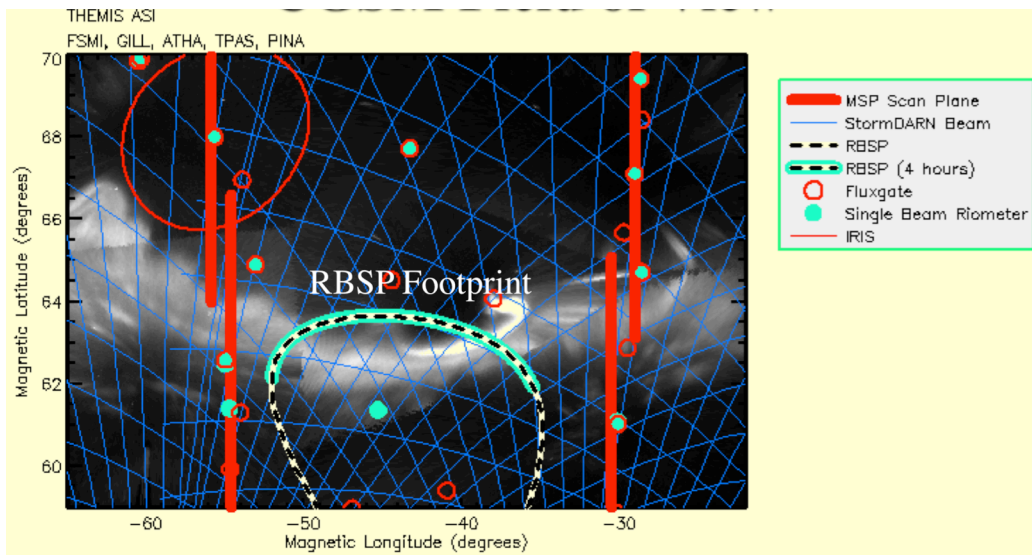 THEMIS ASI
FSMI, GILL, ATHA, TPAS, PINA
70
68
66
64
62
60
Magnetic Latitude (degrees)
RBSP Footprint
-60
-50
-40
-30
Magnetic Longitude (degrees)
MSP Scan Plane
StormDARN Beam
RBSP
RBSP (4 hours)
Fluxgate
Single Beam Riometer
IRIS